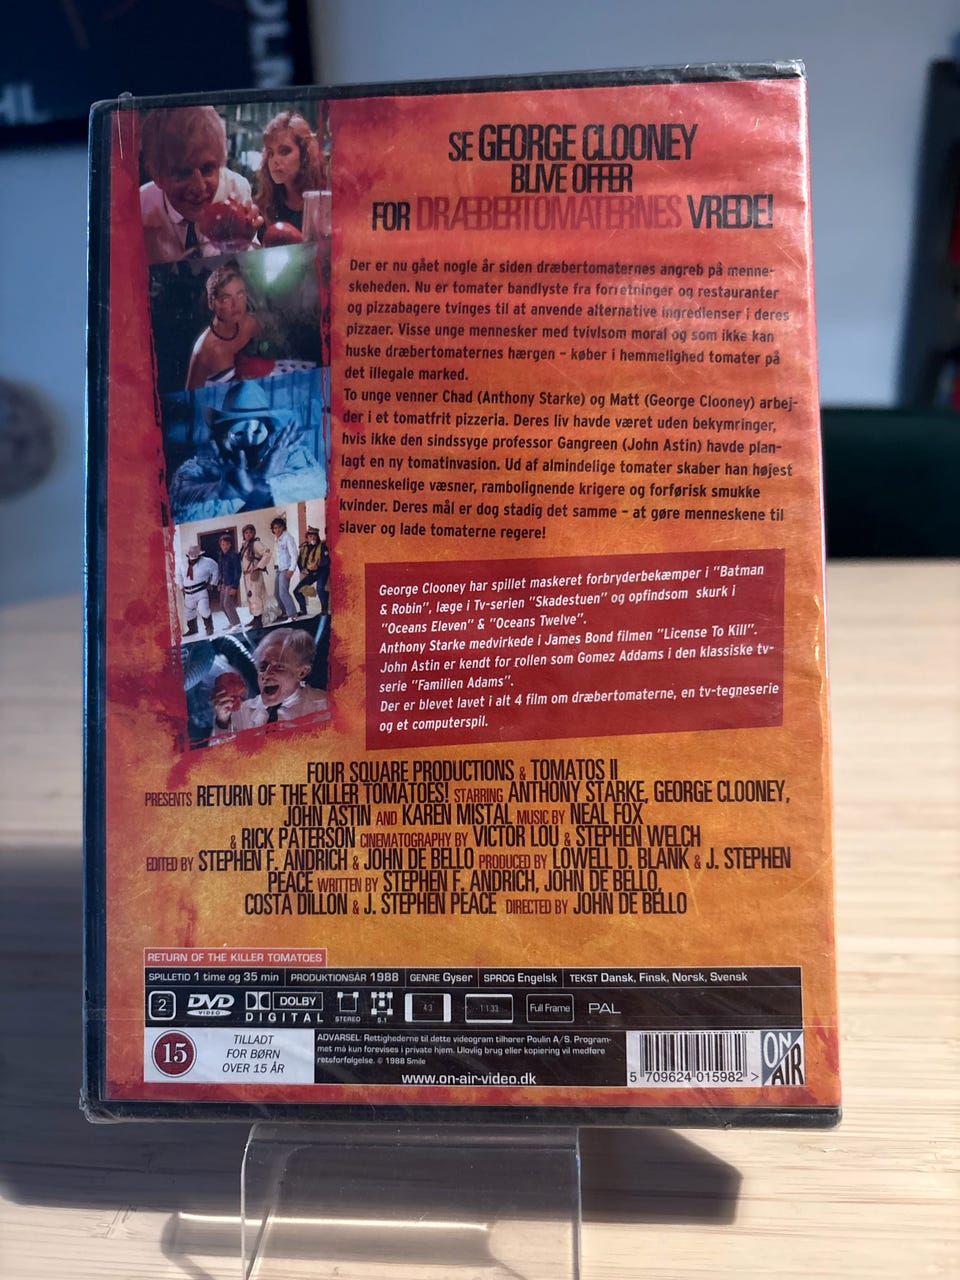 SE GEORGE CLOONEY
BLIVE OFFER
FOR DRÆBERTOMATERNES VREDE!
Der er nu gået nogle år siden dræbertomaternes angreb på menne-
skeheden. Nu er tomater bandlyste fra forretninger og restauranter
og pizzabagere tvinges til at anvende alternative ingredienser i deres
pizzaer. Visse unge mennesker med tvivlsom moral og som ikke kan
huske dræbertomaternes hærgen – køber i hemmelighed tomater på
det illegale marked.
To unge venner Chad (Anthony Starke) og Matt (George Clooney) arbej-
der i et tomatfrit pizzeria. Deres liv havde været uden bekymringer,
hvis ikke den sindssyge professor Gangreen (John Astin) havde plan-
lagt en ny tomatinvasion. Ud af almindelige tomater skaber han højest
menneskelige væsner, rambolignende krigere og forførisk smukke
kvinder. Deres mål er dog stadig det samme – at gøre menneskene til
slaver og lade tomaterne regere!
George Clooney har spillet maskeret forbryderbekæmper i "Batman
& Robin", læge i Tv-serien "Skadestuen" og opfindsom skurk i
"Oceans Eleven" & "Oceans Twelve".
Anthony Starke medvirkede i James Bond filmen "License To Kill".
John Astin er kendt for rollen som Gomez Addams i den klassiske tv-
serie "Familien Adams".
Der er blevet lavet i alt 4 film om dræbertomaterne, en tv-tegneserie
og et computerspil.
FOUR SQUARE PRODUCTIONS & TOMATOS II
PRESENTS RETURN OF THE KILLER TOMATOES! STARRING ANTHONY STARKE, GEORGE CLOONEY,
JOHN ASTIN AND KAREN MISTAL MUSIC BY NEAL FOX
& RICK PATERSON CINEMATOGRAPHY BY VICTOR LOU & STEPHEN WELCH
EDITED BY STEPHEN F. ANDRICH & JOHN DE BELLO PRODUCED BY LOWELL D. BLANK & J. STEPHEN
PEACE WRITTEN BY STEPHEN F. ANDRICH, JOHN DE BELLO,
COSTA DILLON & J. STEPHEN PEACE DIRECTED BY JOHN DE BELLO
RETURN OF THE KILLER TOMATOES
SPILLETID 1 time og 35 min PRODUKTIONSÅR 1988 GENRE Gyser SPROG Engelsk TEKST Dansk, Finsk, Norsk, Svensk
2 DVD VIDEO DOLBY DIGITAL STEREO 5.1 4:3 1:1.33 Full Frame PAL
15
TILLADT
FOR BØRN
OVER 15 ÅR
ADVARSEL: Rettighederne til dette videogram tilhører Poulin A/S. Program-
met må kun forevises i private hjem. Ulovlig brug eller kopiering vil medføre
retsforfølgelse. © 1988 Smile
www.on-air-video.dk
5 709624 015982 >
ON
AIR